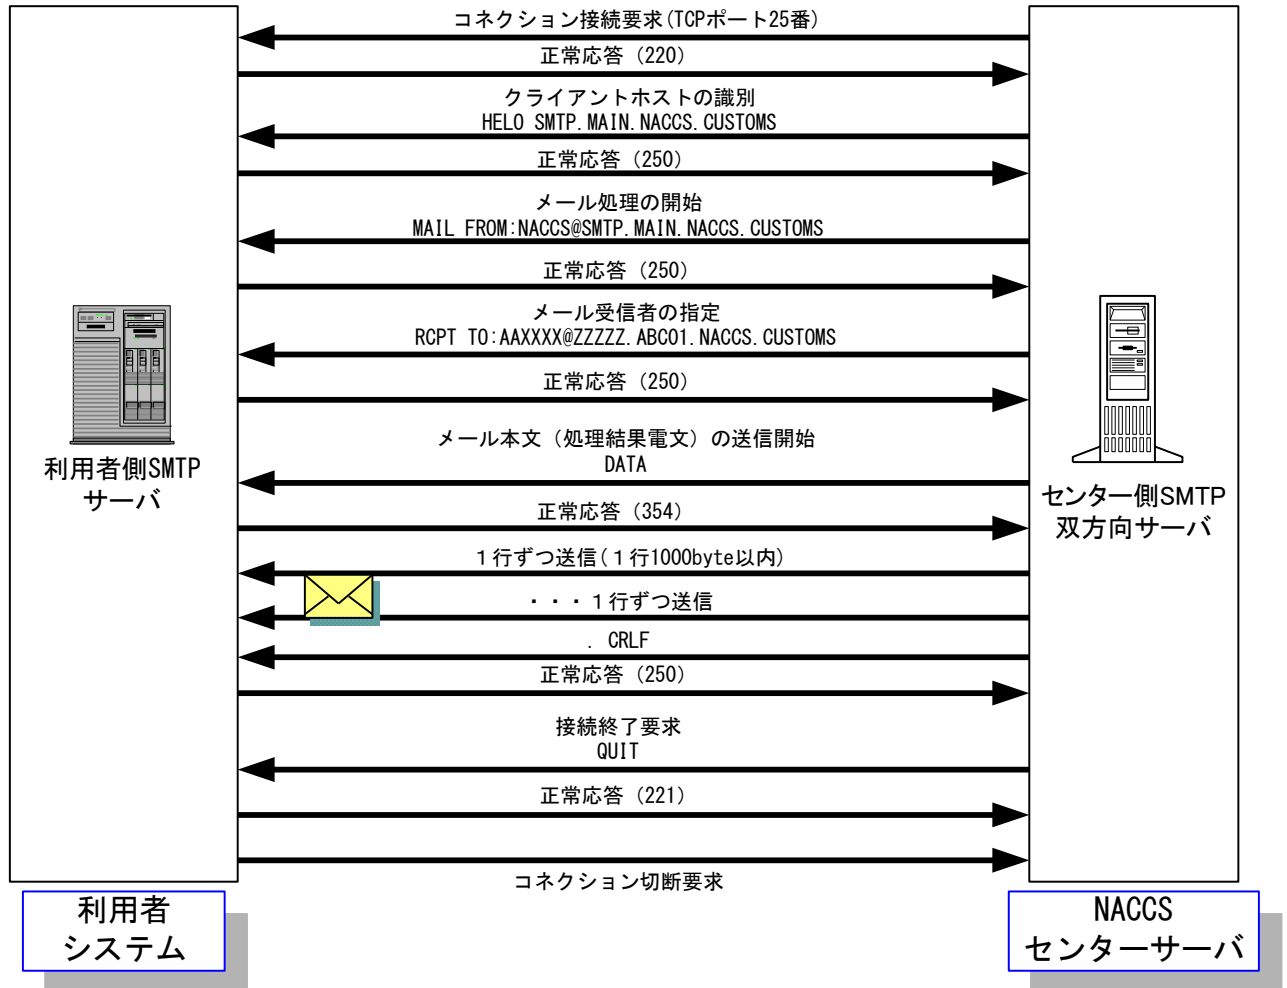 コネクション接続要求(TCPポート25番)
正常応答（220）
クライアントホストの識別
HELO SMTP.MAIN.NACCS.CUSTOMS
正常応答（250）
メール処理の開始
MAIL FROM:NACCS@SMTP.MAIN.NACCS.CUSTOMS
正常応答（250）
メール受信者の指定
RCPT TO:AAXXXX@ZZZZZ.ABC01.NACCS.CUSTOMS
正常応答（250）
メール本文（処理結果電文）の送信開始
DATA
正常応答（354）
１行ずつ送信(１行1000byte以内)
・・・１行ずつ送信
. CRLF
正常応答（250）
接続終了要求
QUIT
正常応答（221）
コネクション切断要求
利用者側SMTP
サーバ
センター側SMTP
双方向サーバ
利用者
システム
NACCS
センターサーバ